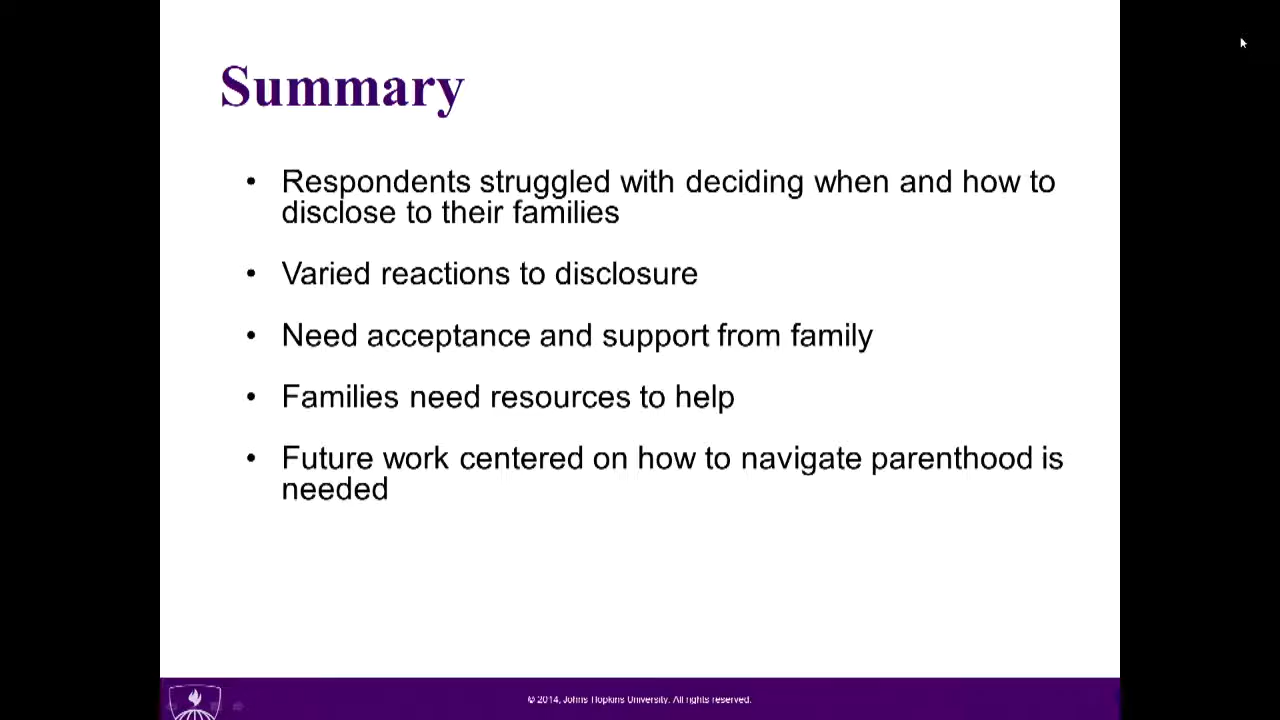 Summary
• Respondents struggled with deciding when and how to
disclose to their families
• Varied reactions to disclosure
• Need acceptance and support from family
• Families need resources to help
• Future work centered on how to navigate parenthood is
needed
© 2014, Johns Hopkins University. All rights reserved.